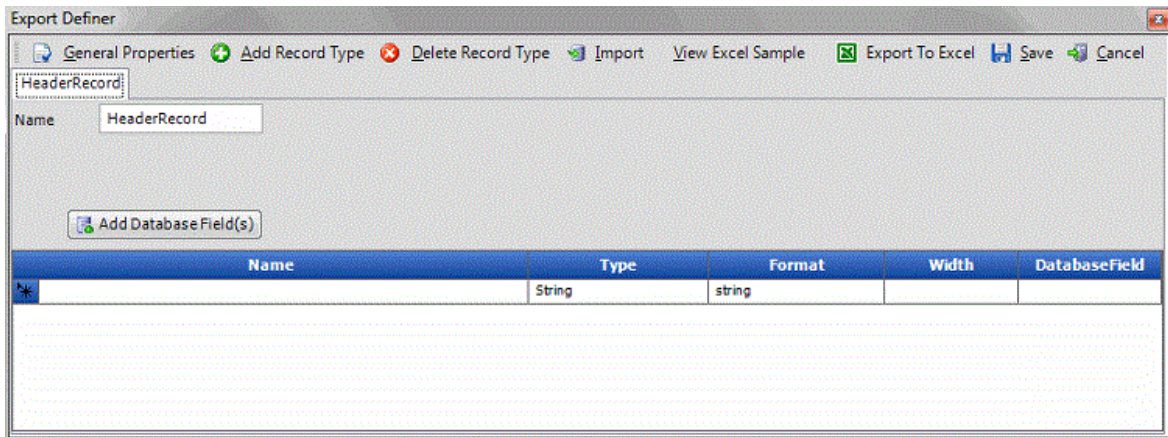 Export Definer
General Properties Add Record Type Delete Record Type Import View Excel Sample Export To Excel Save Cancel
HeaderRecord
Name HeaderRecord
Add Database Field(s)
Name Type Format Width DatabaseField
String string